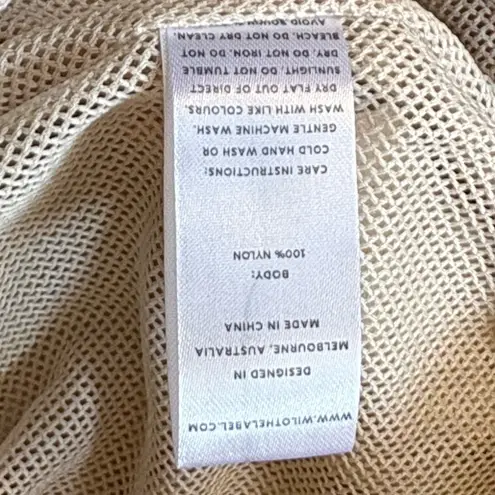 WWW.WILOTHELABEL.COM
DESIGNED IN
MELBOURNE, AUSTRALIA
MADE IN CHINA
BODY:
100% NYLON
CARE INSTRUCTIONS:
COLD HAND WASH OR
GENTLE MACHINE WASH.
WASH WITH LIKE COLOURS.
DRY FLAT OUT OF DIRECT
SUNLIGHT. DO NOT TUMBLE
DRY. DO NOT IRON. DO NOT
BLEACH. DO NOT DRY CLEAN.
AVOID